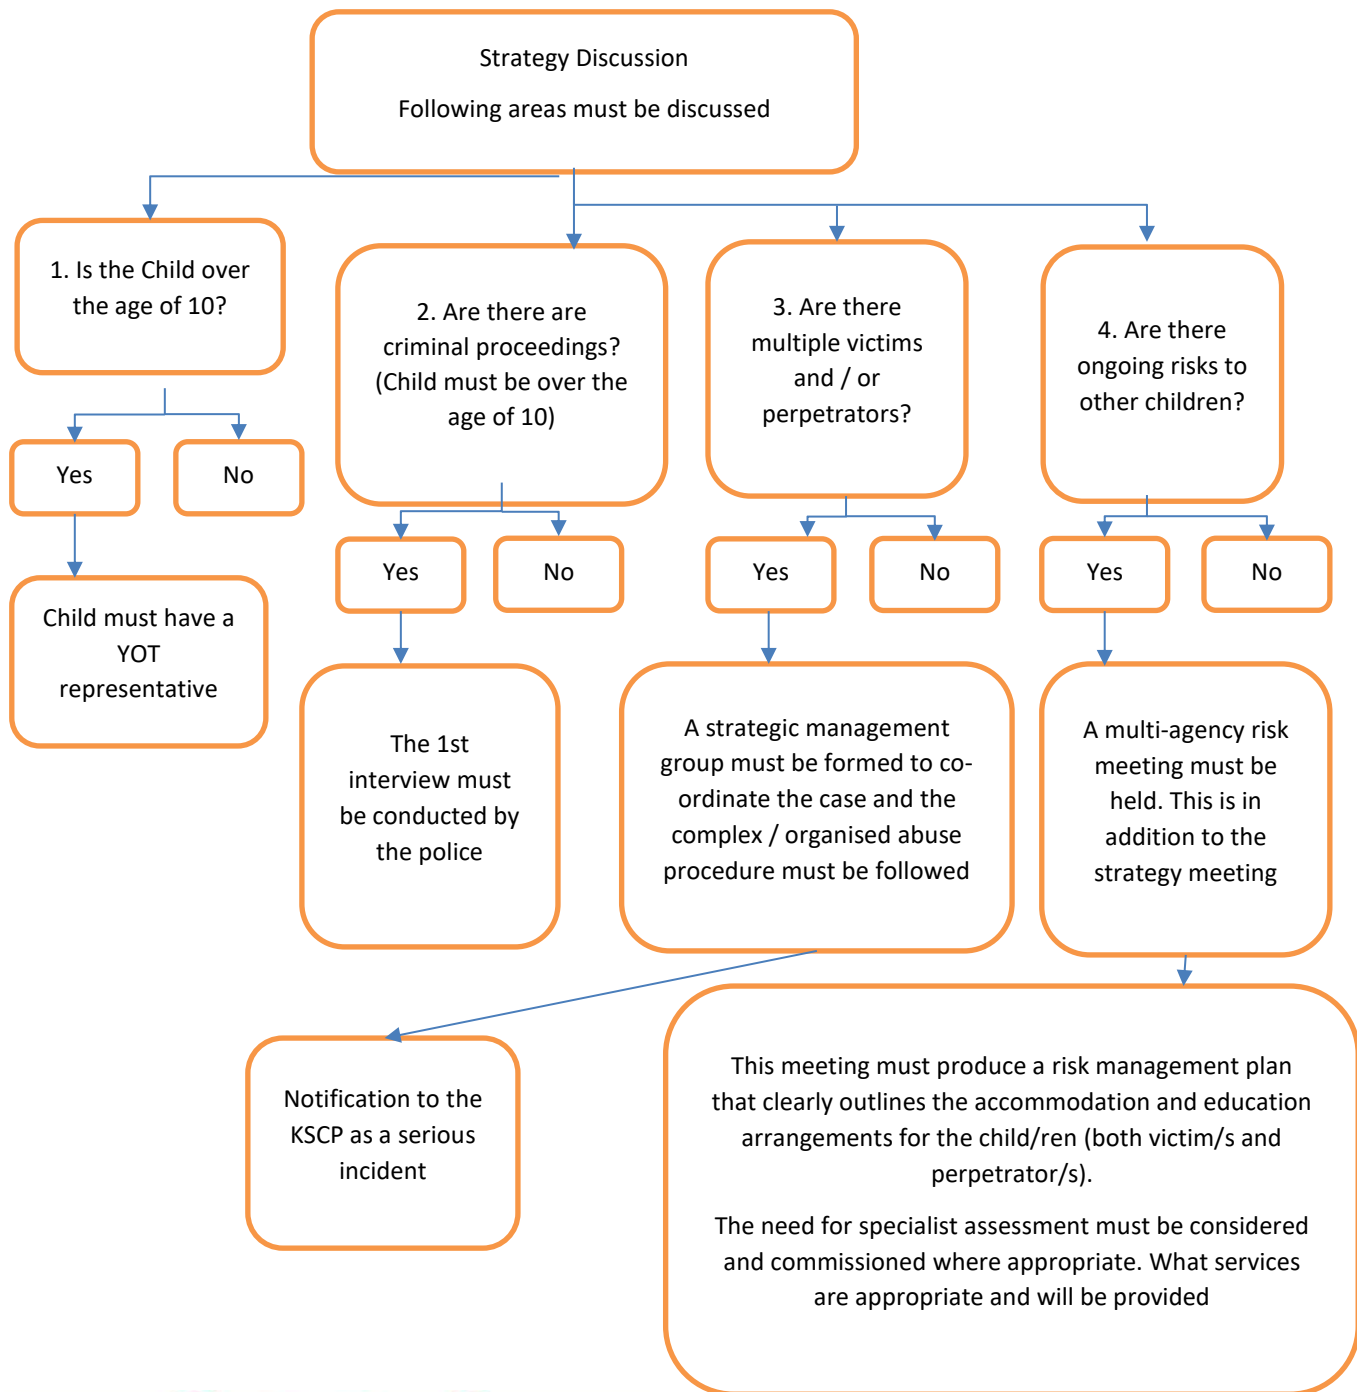 Strategy Discussion
Following areas must be discussed
1. Is the Child over
the age of 10?
Yes
No
Child must have a
YOT
representative
2. Are there are
criminal proceedings?
(Child must be over the
age of 10)
Yes
No
The 1st
interview must
be conducted by
the police
3. Are there
multiple victims
and / or
perpetrators?
Yes
No
A strategic management
group must be formed to co-
ordinate the case and the
complex / organised abuse
procedure must be followed
Notification to the
KSCP as a serious
incident
4. Are there
ongoing risks to
other children?
Yes
No
A multi-agency risk
meeting must be
held. This is in
addition to the
strategy meeting
This meeting must produce a risk management plan
that clearly outlines the accommodation and education
arrangements for the child/ren (both victim/s and
perpetrator/s).
The need for specialist assessment must be considered
and commissioned where appropriate. What services
are appropriate and will be provided